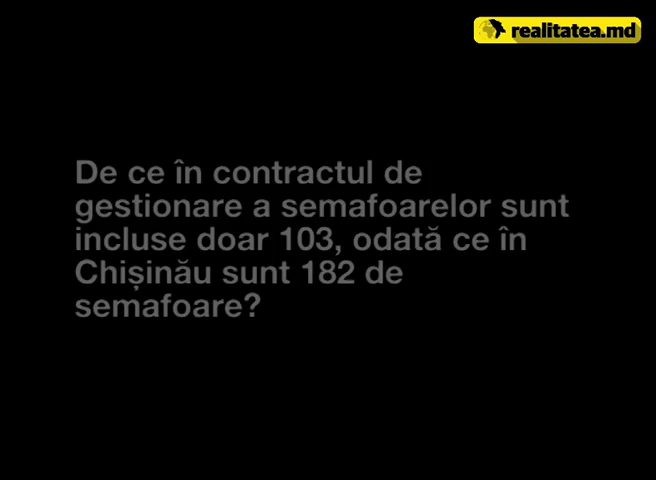 realitatea.md
De ce în contractul de
gestionare a semafoarelor sunt
incluse doar 103, odată ce în
Chișinău sunt 182 de
semafoare?